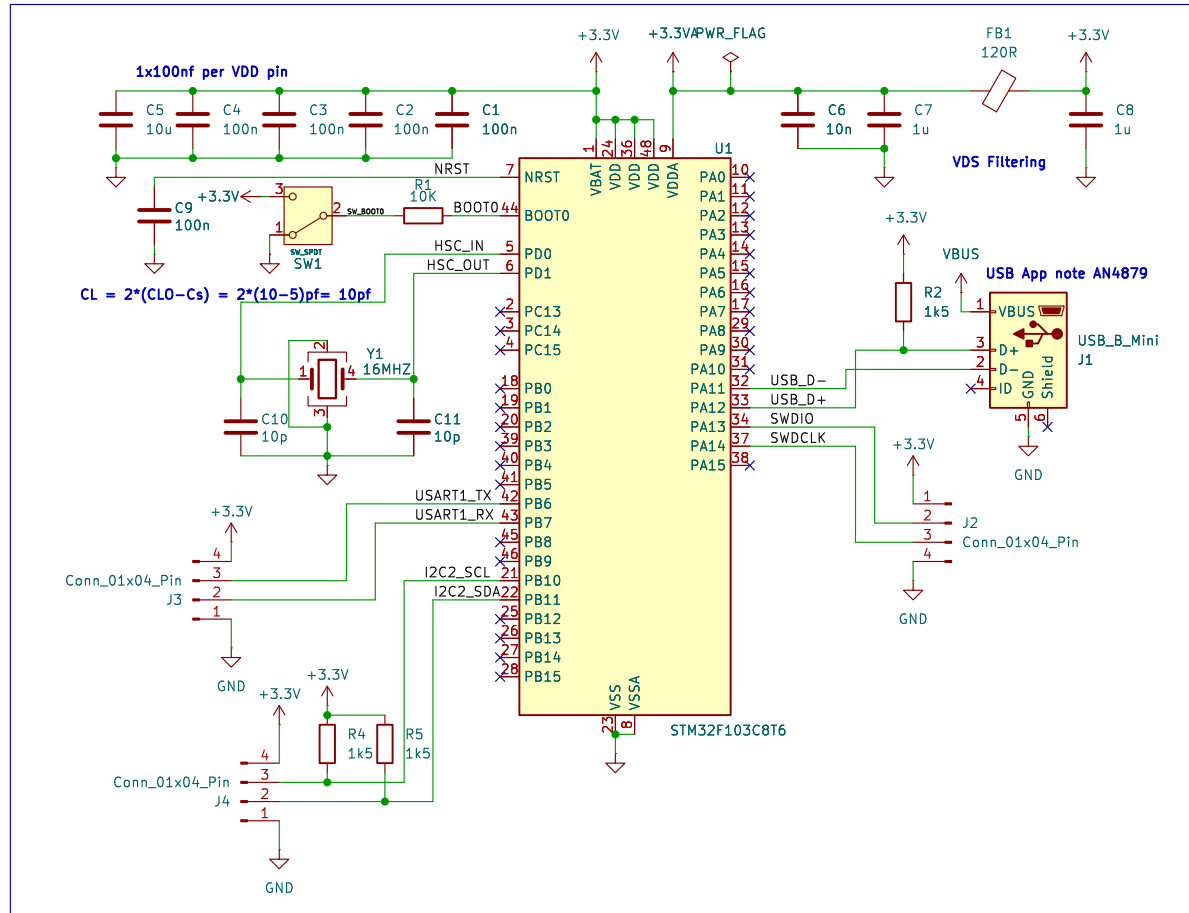 +3.3V
+3.3VA
PWR_FLAG
FB1
120R
+3.3V
1x100nf per VDD pin
C5
10u
C4
100n
C3
100n
C2
100n
C1
100n
C6
10n
C7
1u
C8
1u
VDS Filtering
U1
1
24
36
48
9
VBAT
VDD
VDD
VDD
VDDA
NRST
7
NRST
R1
10K
+3.3V
3
2
1
SW_BOOT0
BOOT0
44
BOOT0
C9
100n
SW_SPDT
SW1
HSC_IN
5
PD0
HSC_OUT
6
PD1
CL = 2*(CLO-Cs) = 2*(10-5)pf= 10pf
2
PC13
3
PC14
4
PC15
Y1
16MHZ
2
1
4
3
C10
10p
C11
10p
18
PB0
19
PB1
20
PB2
39
PB3
40
PB4
41
PB5
USART1_TX
42
PB6
USART1_RX
43
PB7
45
PB8
46
PB9
I2C2_SCL
21
PB10
I2C2_SDA
22
PB11
25
PB12
26
PB13
27
PB14
28
PB15
PA0
10
PA1
11
PA2
12
PA3
13
PA4
14
PA5
15
PA6
16
PA7
17
PA8
29
PA9
30
PA10
31
PA11
32
USB_D-
PA12
33
USB_D+
PA13
34
SWDIO
PA14
37
SWDCLK
PA15
38
+3.3V
R2
1k5
VBUS
USB App note AN4879
1
VBUS
3
D+
2
D-
4
ID
GND
Shield
5
6
USB_B_Mini
J1
GND
+3.3V
1
2
3
4
J2
Conn_01x04_Pin
GND
+3.3V
4
3
2
1
Conn_01x04_Pin
J3
GND
+3.3V
+3.3V
R4
1k5
R5
1k5
4
3
2
1
Conn_01x04_Pin
J4
GND
VSS
VSSA
23
8
STM32F103C8T6